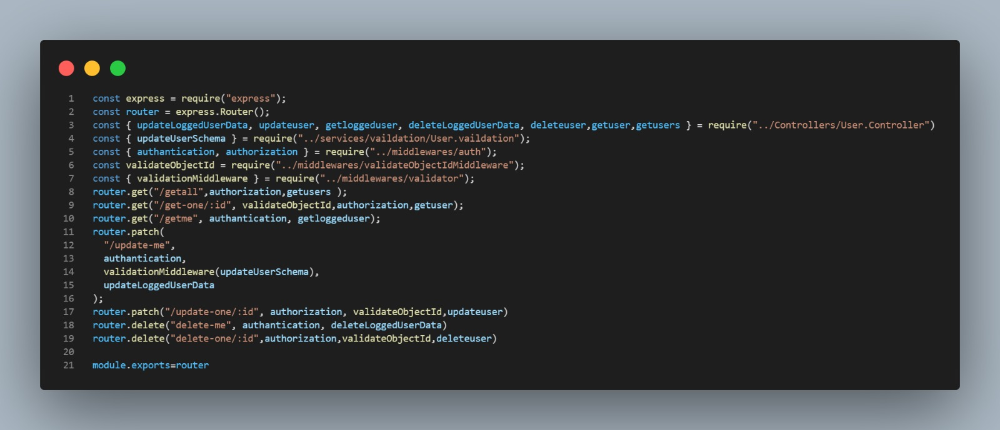 1 const express = require("express");
2 const router = express.Router();
3 const { updateLoggedUserData, updateuser, getloggeduser, deleteLoggedUserData, deleteuser,getuser,getusers } = require("../Controllers/User.Controller")
4 const { updateUserSchema } = require("../services/vaildation/User.vaildation");
5 const { authantication, authorization } = require("../middlewares/auth");
6 const validateObjectId = require("../middlewares/validateObjectIdMiddleware");
7 const { validationMiddleware } = require("../middlewares/validator");
8 router.get("/getall",authorization,getusers );
9 router.get("/get-one/:id", validateObjectId,authorization,getuser);
10 router.get("/getme", authantication, getloggeduser);
11 router.patch(
12   "/update-me",
13   authantication,
14   validationMiddleware(updateUserSchema),
15   updateLoggedUserData
16 );
17 router.patch("/update-one/:id", authorization, validateObjectId,updateuser)
18 router.delete("delete-me", authantication, deleteLoggedUserData)
19 router.delete("delete-one/:id",authorization,validateObjectId,deleteuser)
20
21 module.exports=router